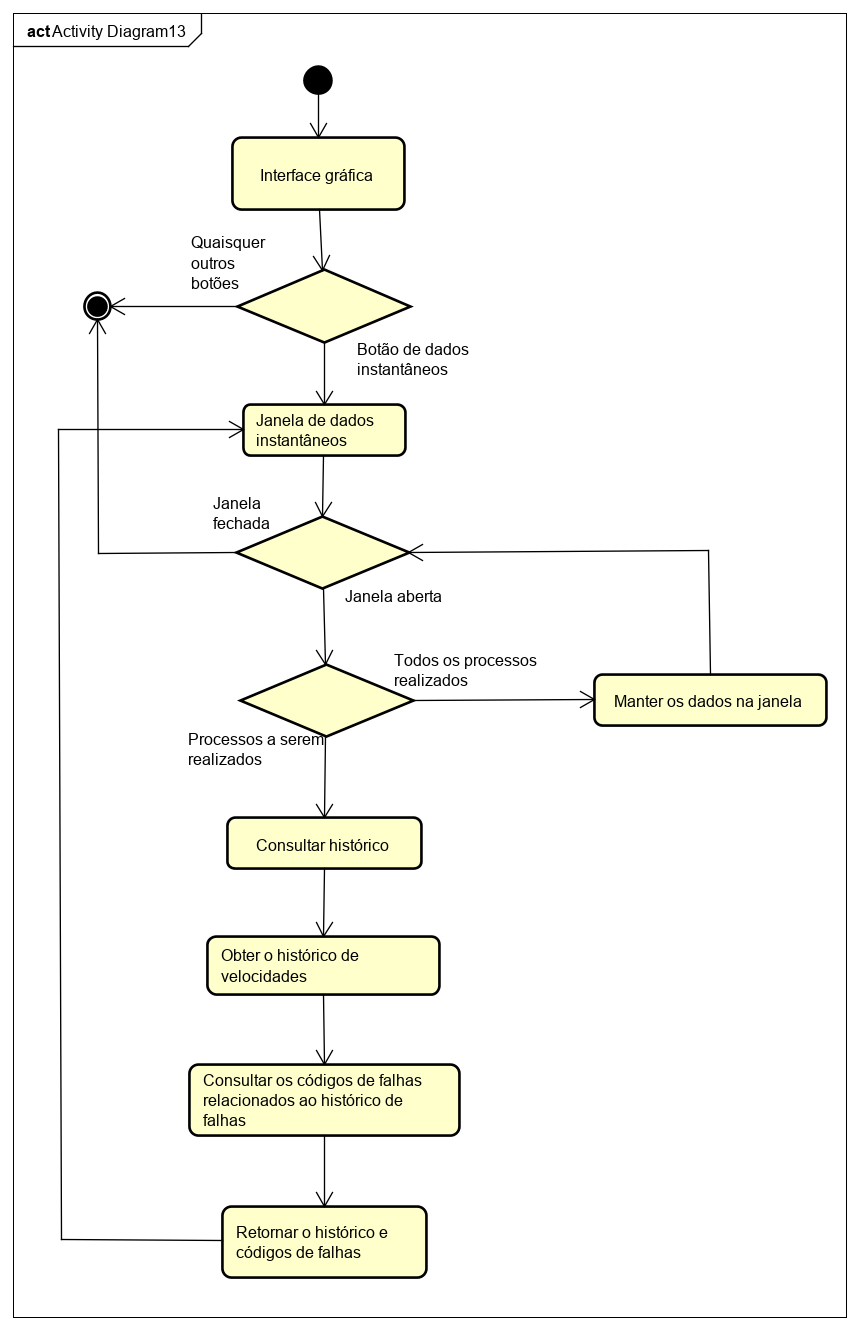 act Activity Diagram13
Interface gráfica
Quaisquer
outros
botões
Botão de dados
instantâneos
Janela de dados
instantâneos
Janela
fechada
Janela aberta
Todos os processos
realizados
Manter os dados na janela
Processos a serem
realizados
Consultar histórico
Obter o histórico de
velocidades
Consultar os códigos de falhas
relacionados ao histórico de
falhas
Retornar o histórico e
códigos de falhas